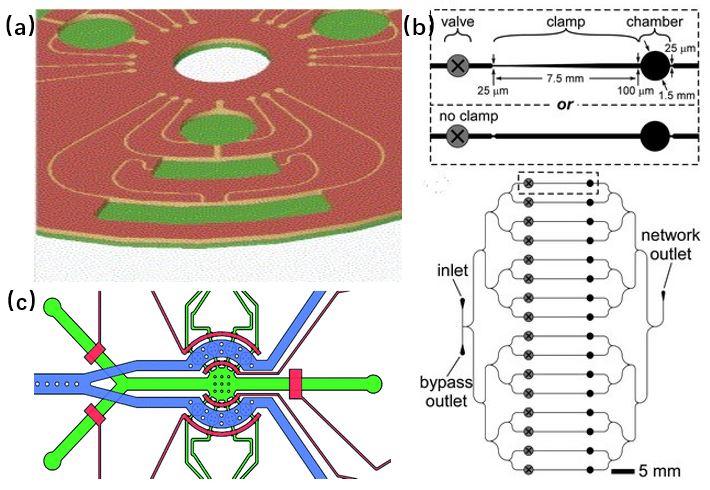 (a)
(b)
valve
clamp
chamber
25 μm
7.5 mm
25 μm
100 μm
1.5 mm
or
no clamp
inlet
network
outlet
bypass
outlet
5 mm
(c)